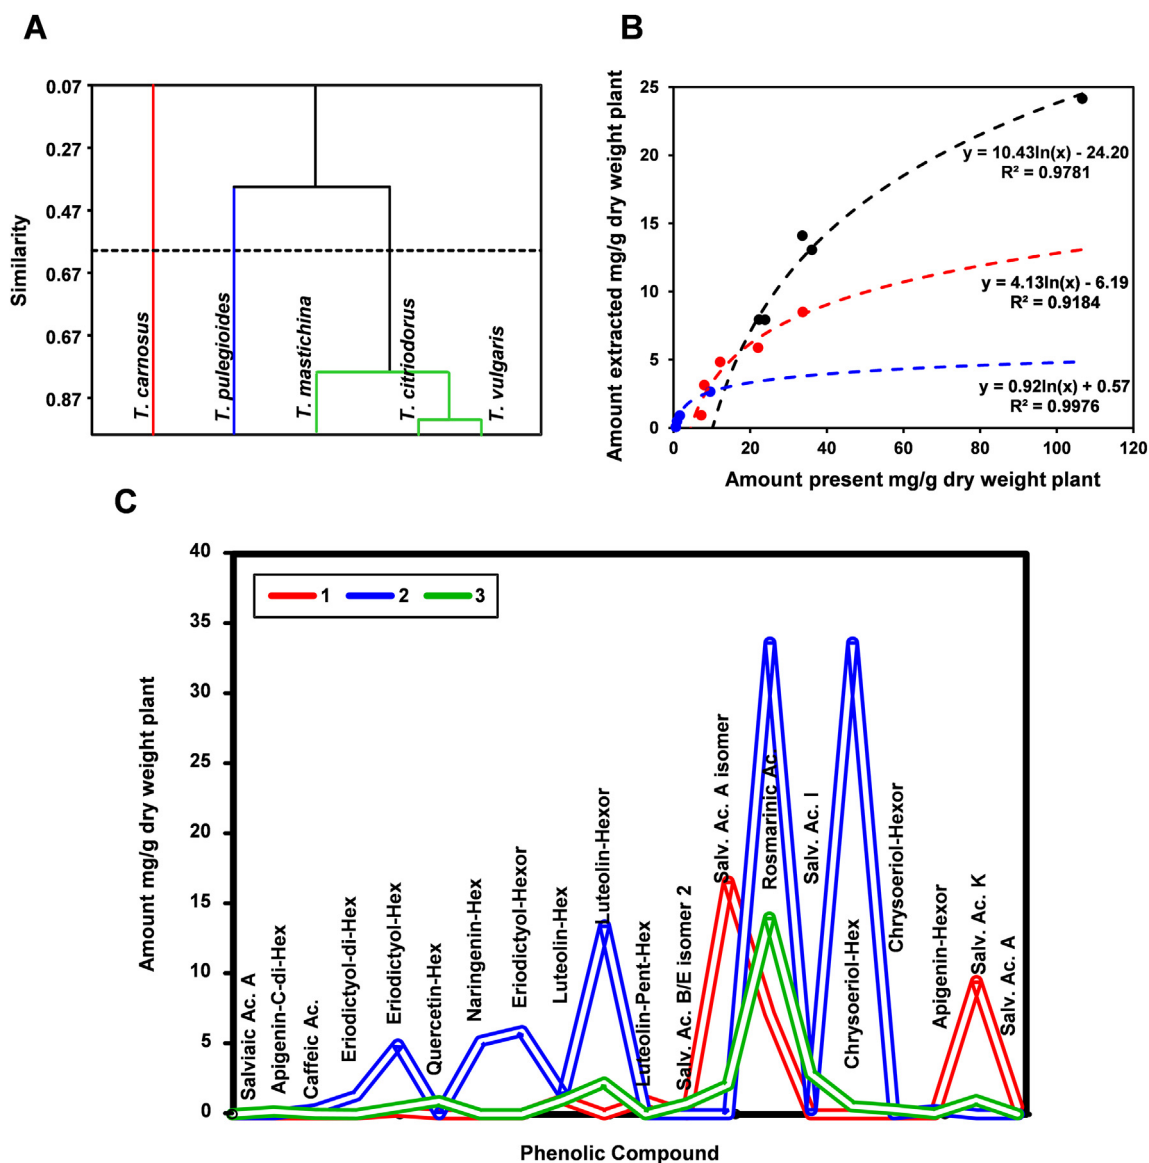 A
B
0.07
0.27
0.47
0.67
0.67
0.87
Similarity
T. carnosus
T. pulegioides
T. mastichina
T. citriodorus
T. vulgaris
25
20
15
10
5
0
Amount extracted mg/g dry weight plant
y = 10.43ln(x) - 24.20
R² = 0.9781
y = 4.13ln(x) - 6.19
R² = 0.9184
y = 0.92ln(x) + 0.57
R² = 0.9976
0
20
40
60
80
100
120
Amount present mg/g dry weight plant
C
40
35
30
25
20
15
10
5
0
Amount mg/g dry weight plant
1
2
3
Salviaic Ac. A
Apigenin-C-di-Hex
Caffeic Ac.
Eriodictyol-di-Hex
Eriodictyol-Hex
Quercetin-Hex
Naringenin-Hex
Eriodictyol-Hexor
Luteolin-Hex
Luteolin-Hexor
Luteolin-Pent-Hex
Salv. Ac. B/E isomer 2
Salv. Ac. A isomer
Rosmarinic Ac.
Salv. Ac. I
Chrysoeriol-Hex
Chrysoeriol-Hexor
Apigenin-Hexor
Salv. Ac. K
Salv. Ac. A
Phenolic Compound